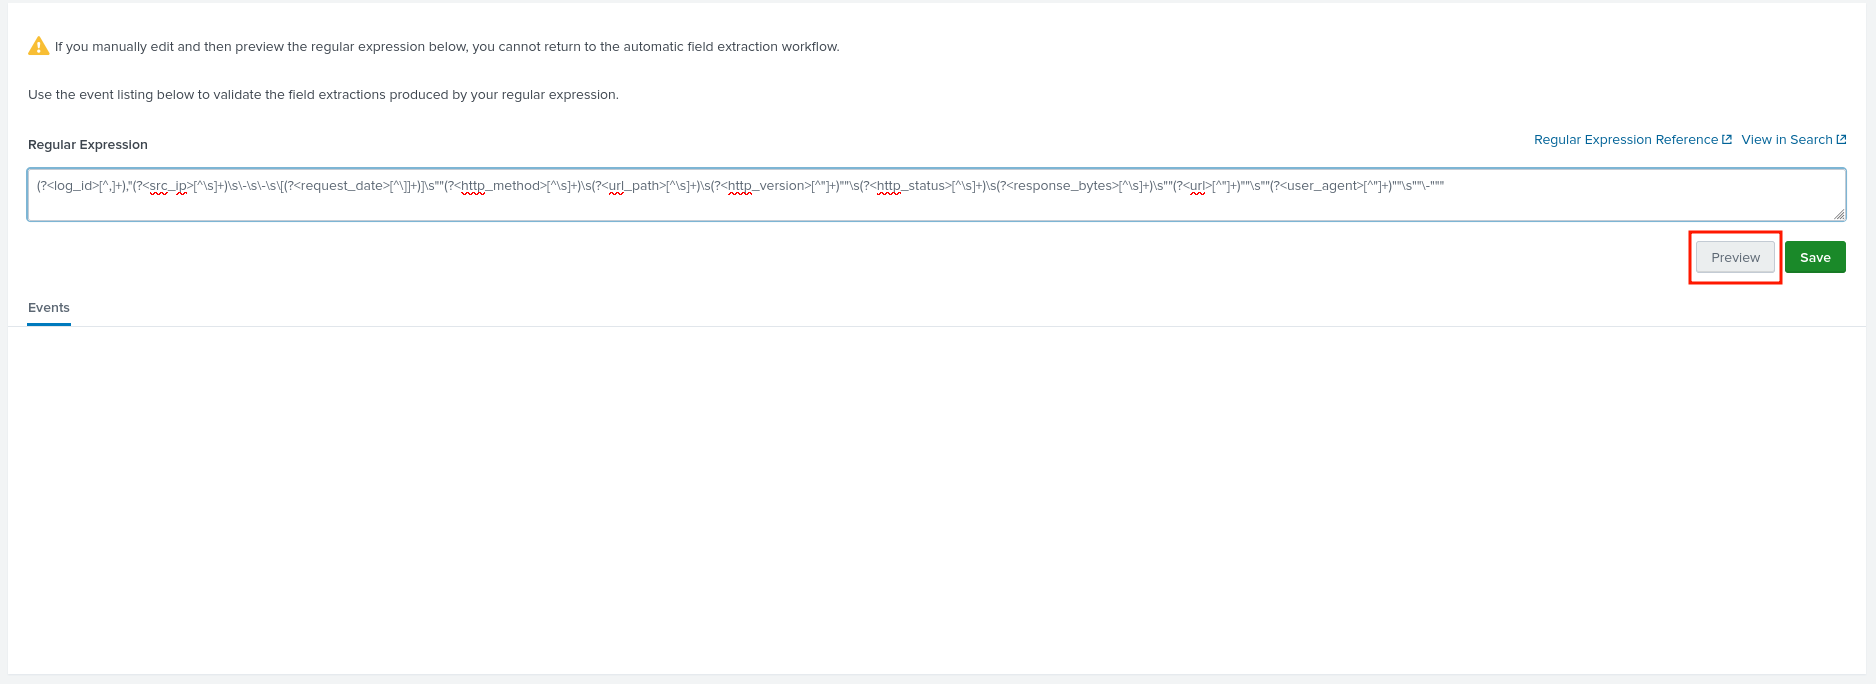 If you manually edit and then preview the regular expression below, you cannot return to the automatic field extraction workflow.
Use the event listing below to validate the field extractions produced by your regular expression.
Regular Expression
Regular Expression Reference View in Search
(?<log_id>[^,]+),"(?<src_ip>[^\s]+)\s\-\s\-\s\[(?<request_date>[^\]]+)]\s""(?<http_method>[^\s]+)\s(?<url_path>[^\s]+)\s(?<http_version>[^"]+)""\s(?<http_status>[^\s]+)\s(?<response_bytes>[^\s]+)\s""(?<url>[^"]+)""\s""(?<user_agent>[^"]+)""\s""\-"""
Preview Save
Events